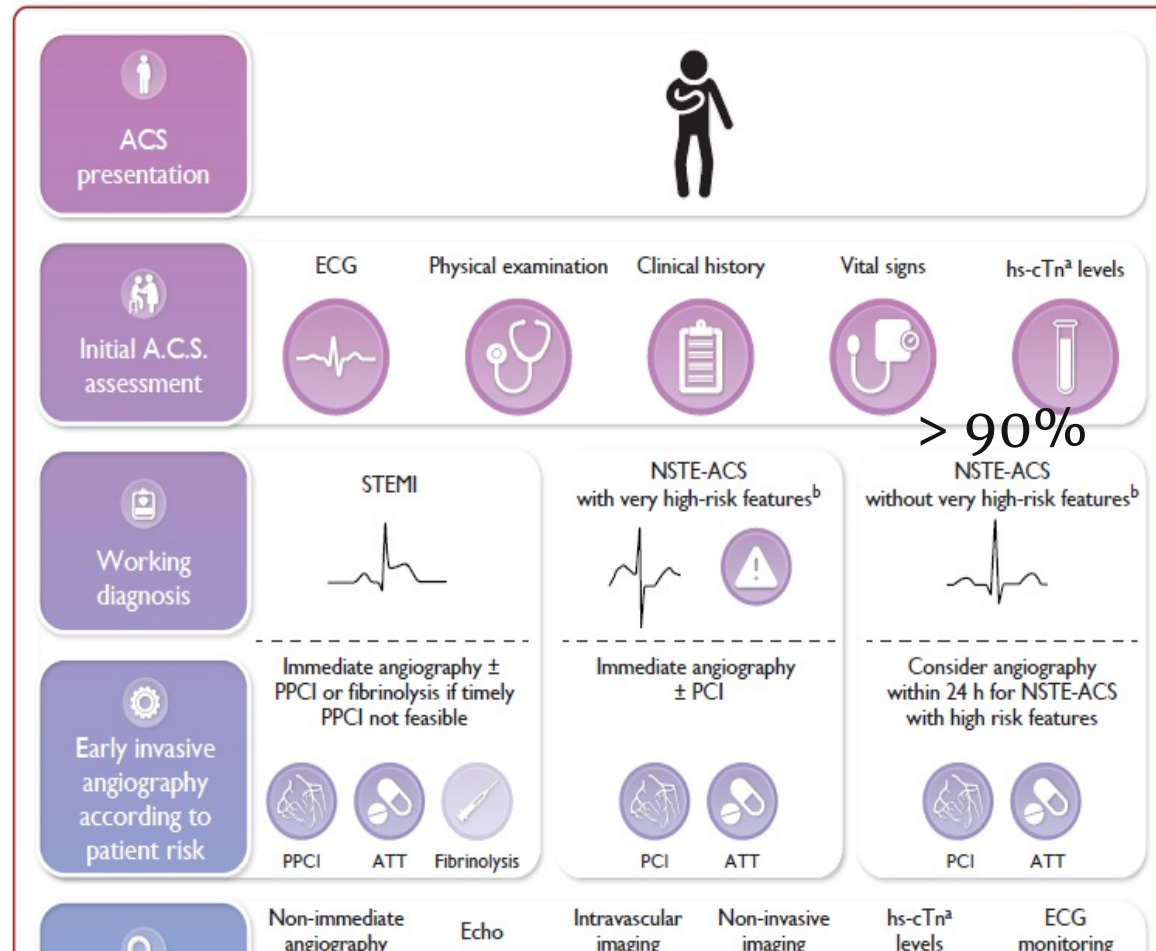 ACS
presentation
ECG
Physical examination
Clinical history
Vital signs
hs-cTnª levels
Initial A.C.S.
assessment
> 90%
Working
diagnosis
STEMI
NSTE-ACS
with very high-risk featuresᵇ
NSTE-ACS
without very high-risk featuresᵇ
Early invasive
angiography
according to
patient risk
Immediate angiography ±
PPCI or fibrinolysis if timely
PPCI not feasible
PPCI
ATT
Fibrinolysis
Immediate angiography
± PCI
PCI
ATT
Consider angiography
within 24 h for NSTE-ACS
with high risk features
PCI
ATT
Non-immediate
angiography
Echo
Intravascular
imaging
Non-invasive
imaging
hs-cTnª
levels
ECG
monitoring